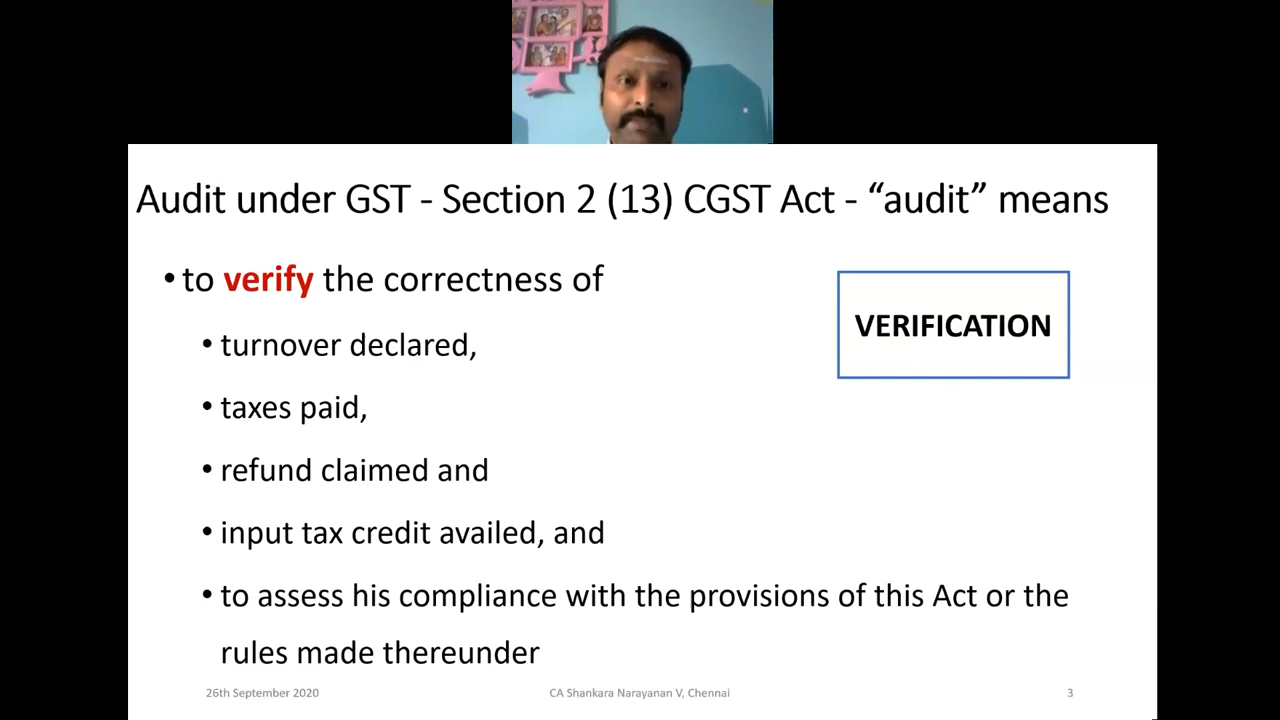 Audit under GST - Section 2 (13) CGST Act - “audit” means
• to verify the correctness of
VERIFICATION
• turnover declared,
• taxes paid,
• refund claimed and
• input tax credit availed, and
• to assess his compliance with the provisions of this Act or the
rules made thereunder
26th September 2020
CA Shankara Narayanan V, Chennai
3